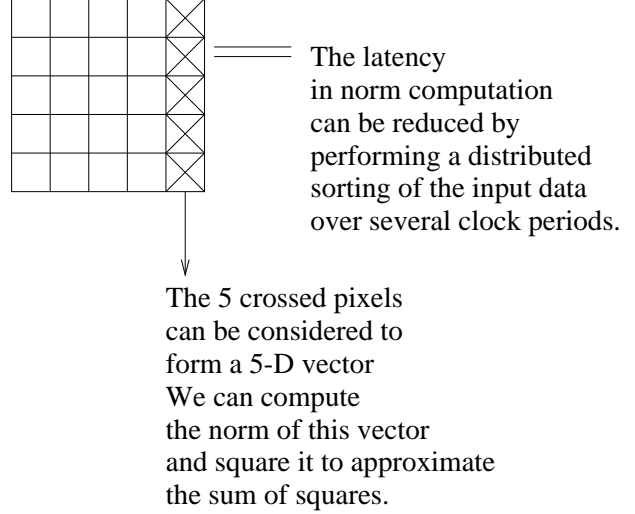 The latency
in norm computation
can be reduced by
performing a distributed
sorting of the input data
over several clock periods.
The 5 crossed pixels
can be considered to
form a 5-D vector
We can compute
the norm of this vector
and square it to approximate
the sum of squares.